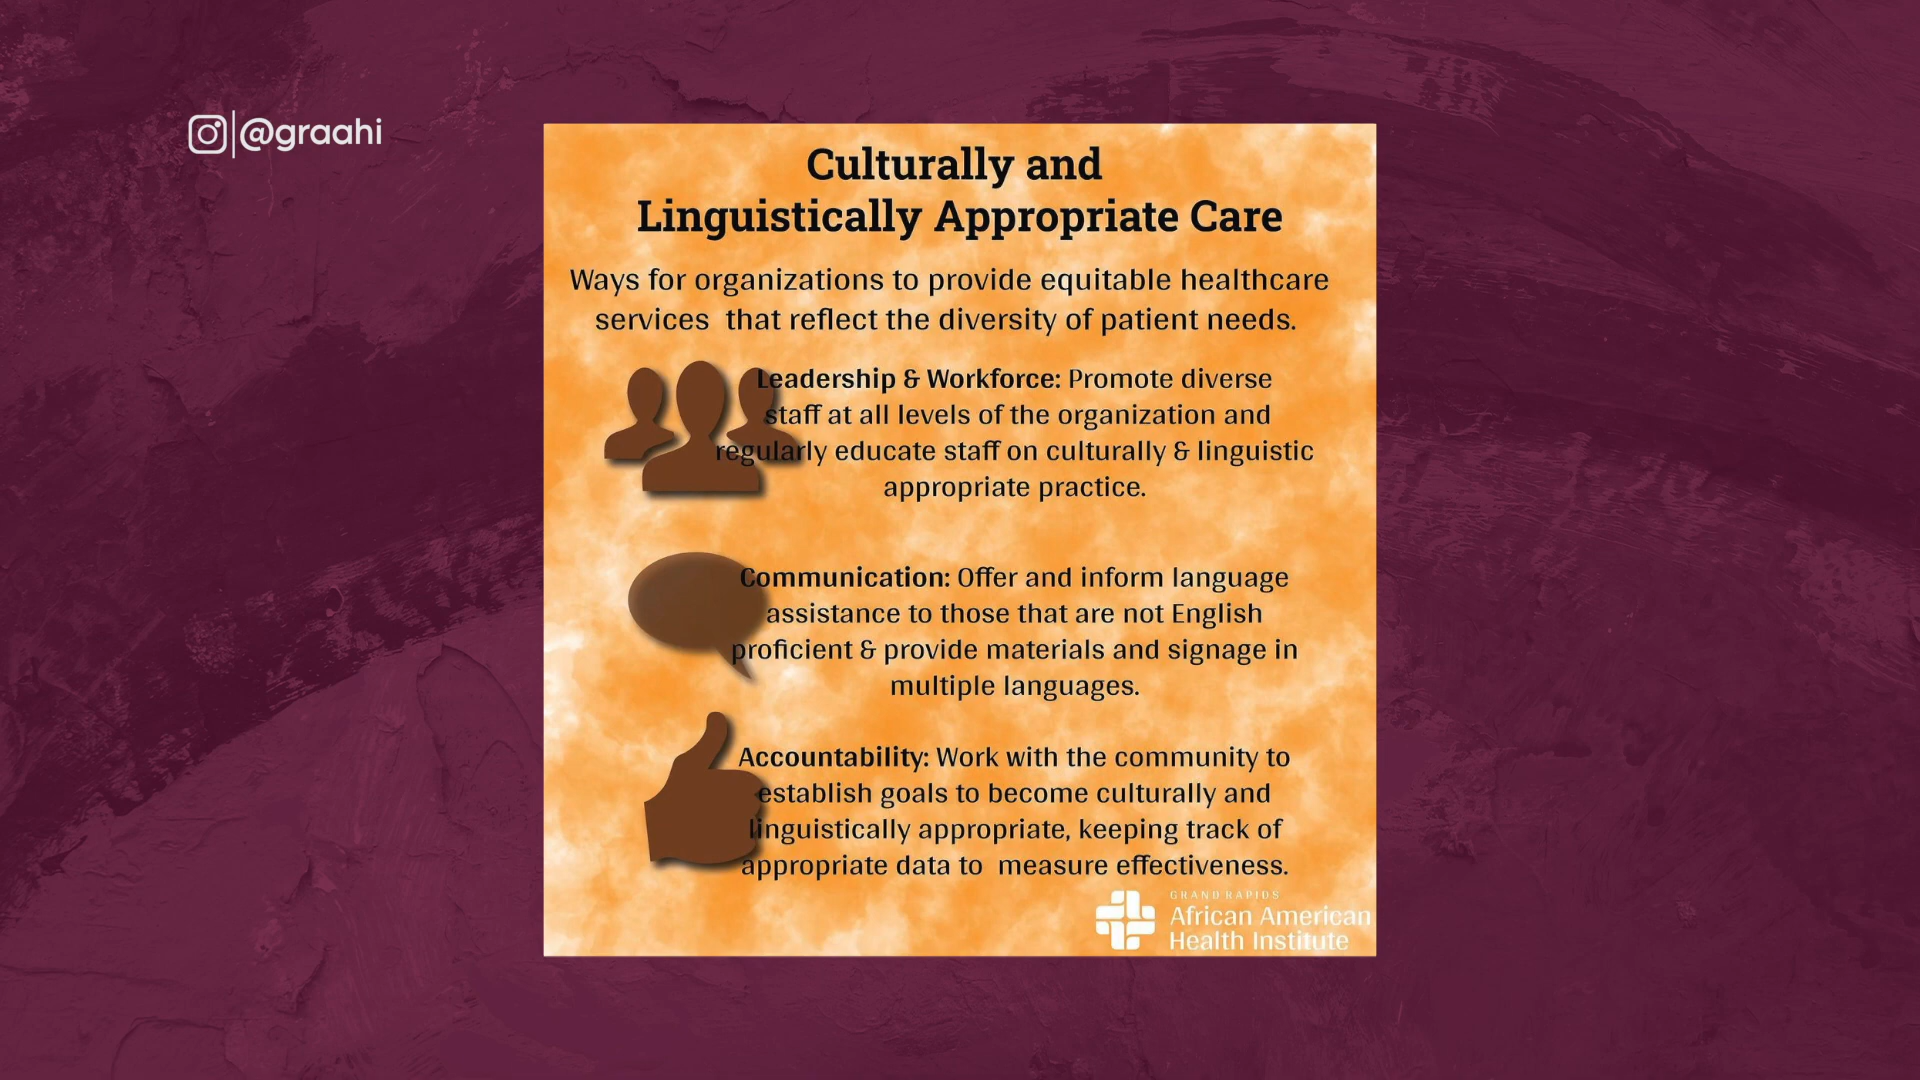 @graahi
Culturally and
Linguistically Appropriate Care
Ways for organizations to provide equitable healthcare
services that reflect the diversity of patient needs.
Leadership & Workforce: Promote diverse
staff at all levels of the organization and
regularly educate staff on culturally & linguistic
appropriate practice.
Communication: Offer and inform language
assistance to those that are not English
proficient & provide materials and signage in
multiple languages.
Accountability: Work with the community to
establish goals to become culturally and
linguistically appropriate, keeping track of
appropriate data to measure effectiveness.
GRAND RAPIDS
African American
Health Institute